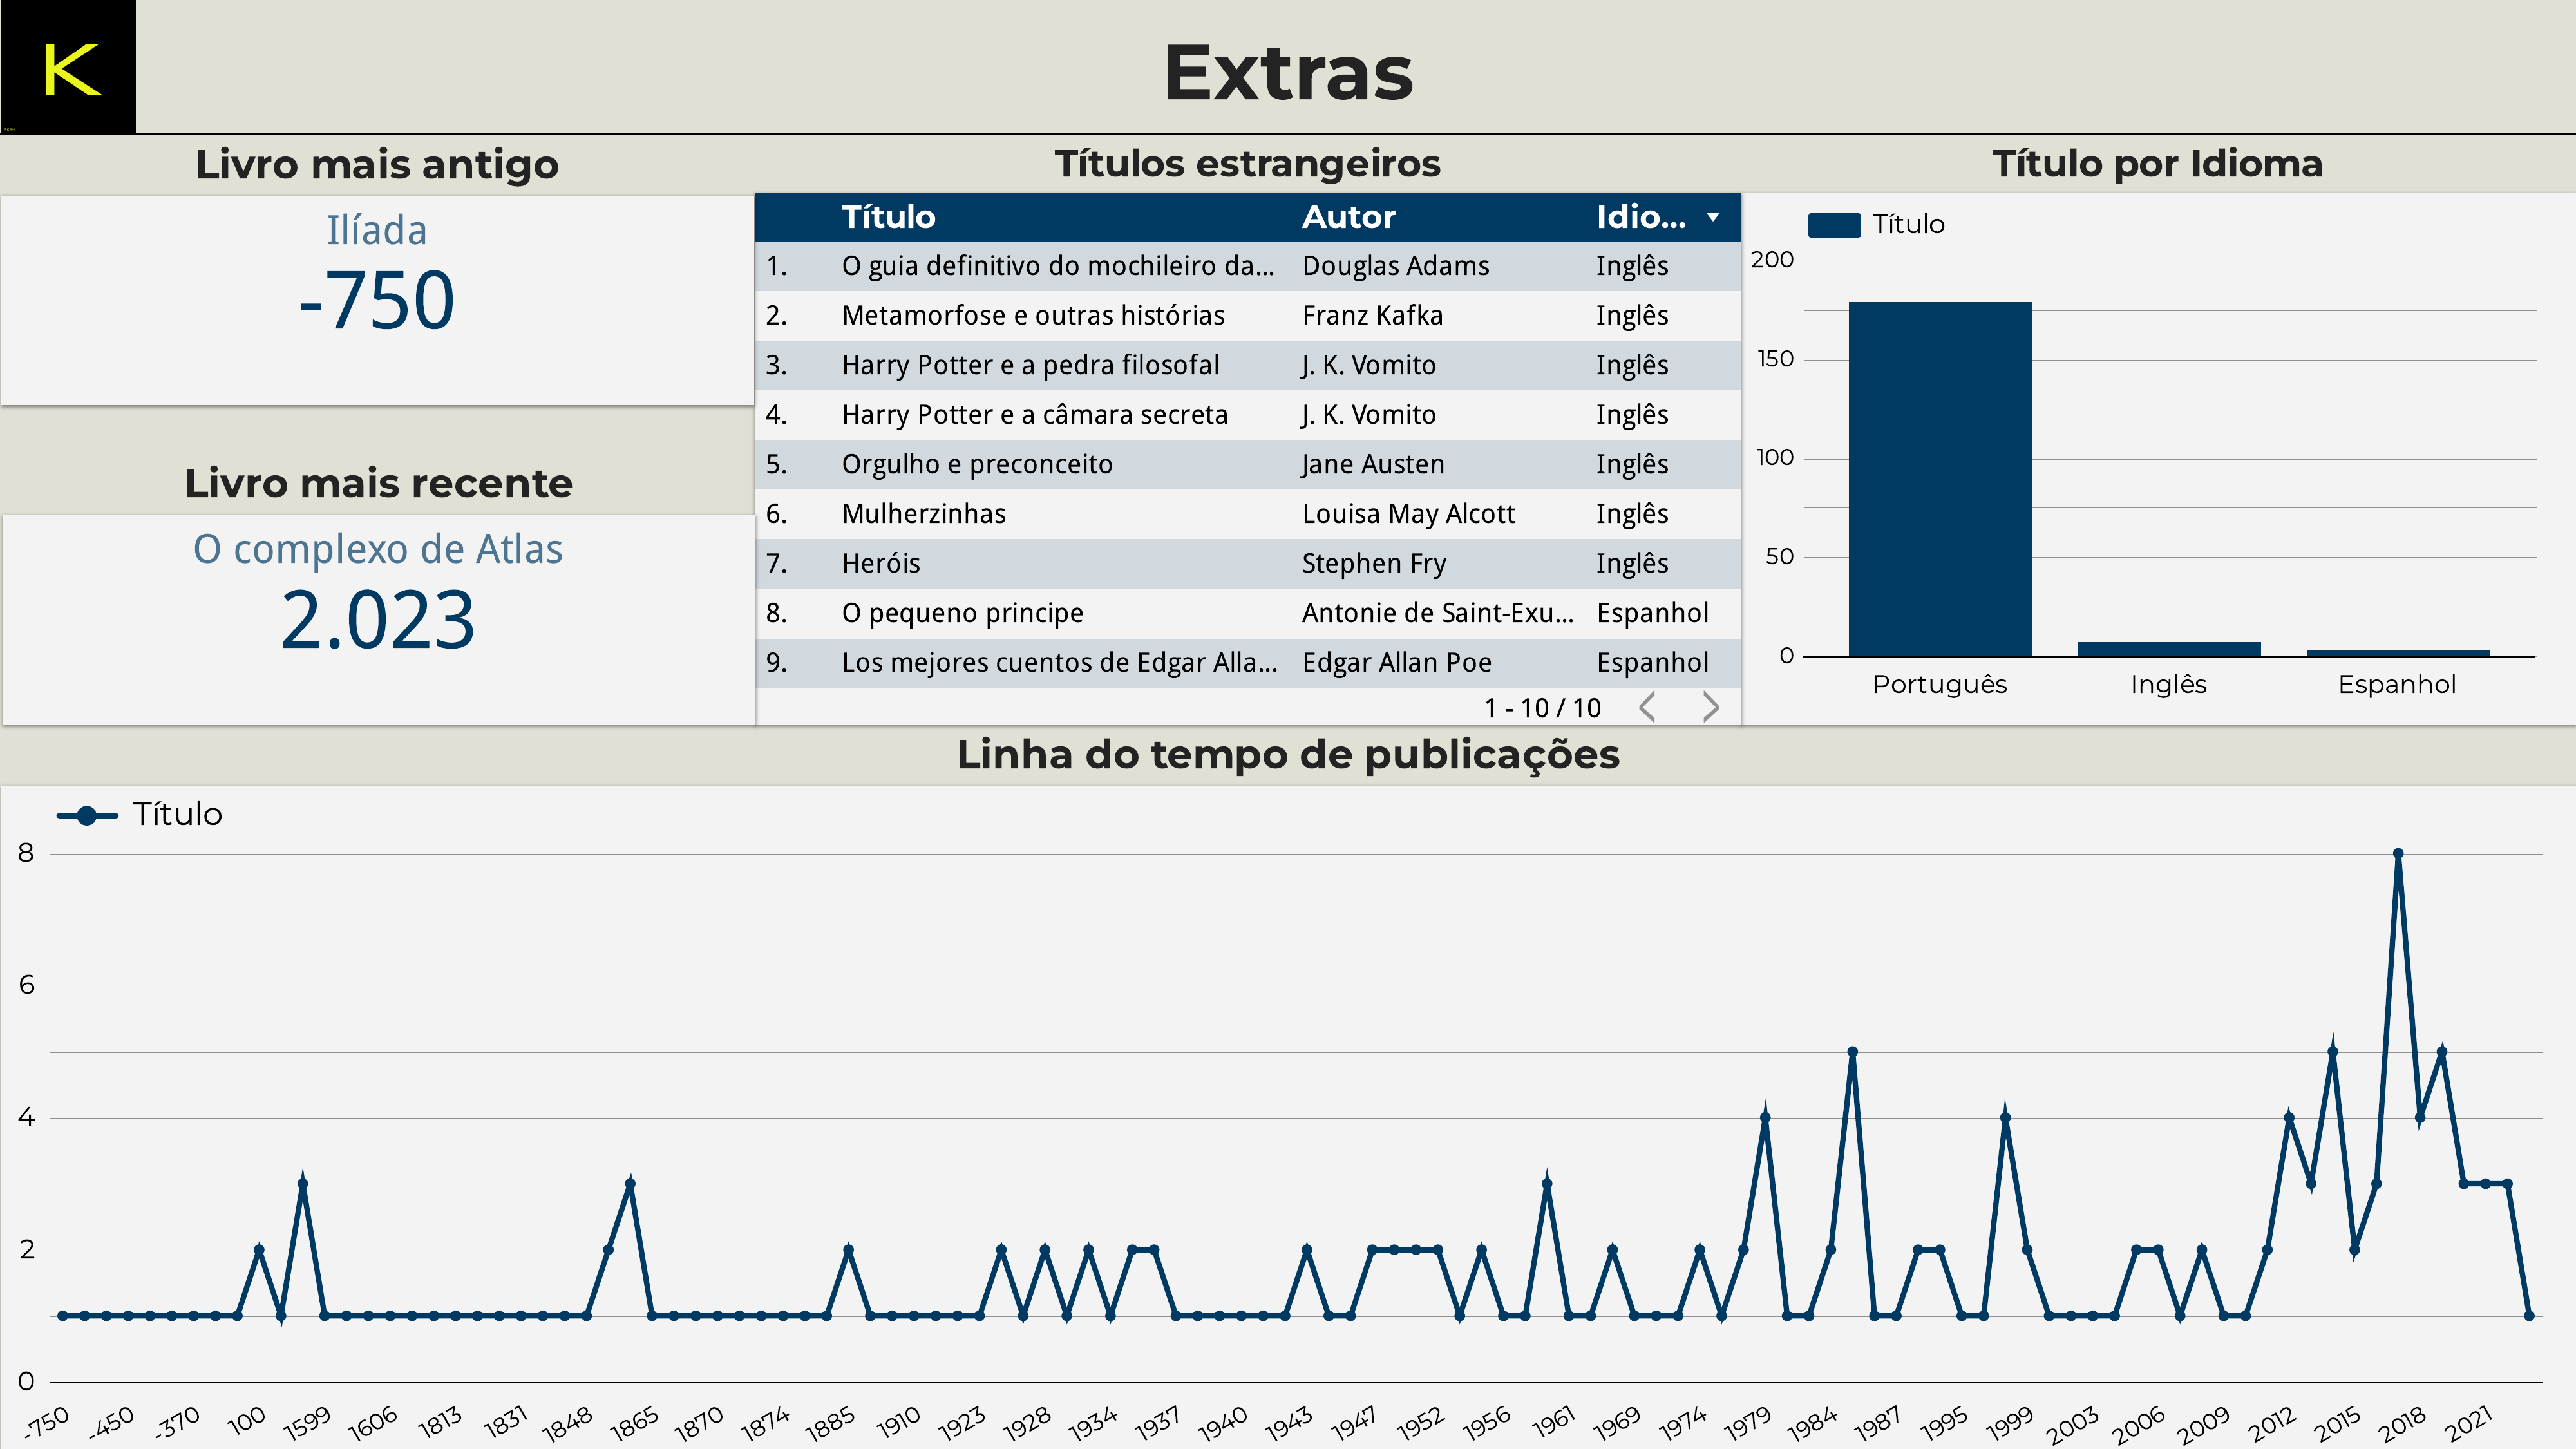 K
Extras
Livro mais antigo
Ilíada
-750
Livro mais recente
O complexo de Atlas
2.023
Títulos estrangeiros
Título Autor Idio...
1. O guia definitivo do mochileiro da... Douglas Adams Inglês
2. Metamorfose e outras histórias Franz Kafka Inglês
3. Harry Potter e a pedra filosofal J. K. Vomito Inglês
4. Harry Potter e a câmara secreta J. K. Vomito Inglês
5. Orgulho e preconceito Jane Austen Inglês
6. Mulherzinhas Louisa May Alcott Inglês
7. Heróis Stephen Fry Inglês
8. O pequeno principe Antonie de Saint-Exu... Espanhol
9. Los mejores cuentos de Edgar Alla... Edgar Allan Poe Espanhol
1 - 10 / 10
Título por Idioma
Título
200
150
100
50
0
Português Inglês Espanhol
Linha do tempo de publicações
Título
8
6
4
2
0
-750 -450 -370 100 1599 1606 1813 1831 1848 1865 1870 1874 1885 1910 1923 1928 1934 1937 1940 1943 1947 1952 1956 1961 1969 1974 1979 1984 1987 1995 1999 2003 2006 2009 2012 2015 2018 2021